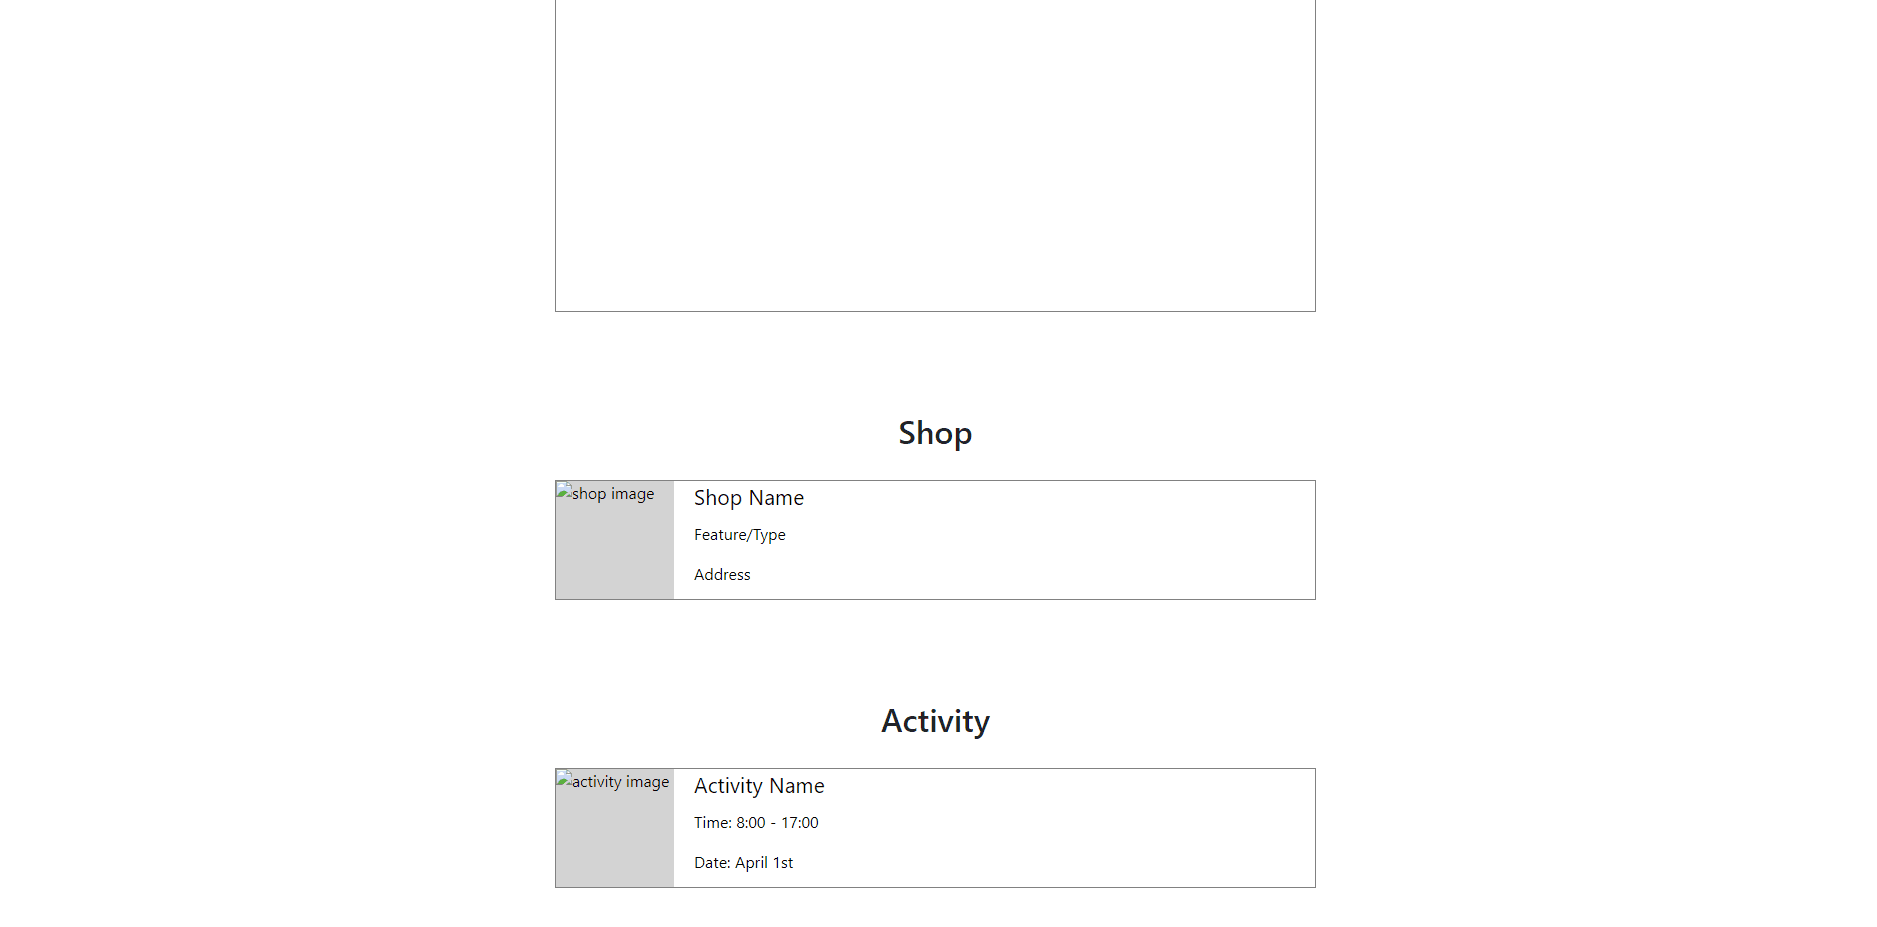 Shop
shop image
Shop Name
Feature/Type
Address
Activity
activity image
Activity Name
Time: 8:00 - 17:00
Date: April 1st